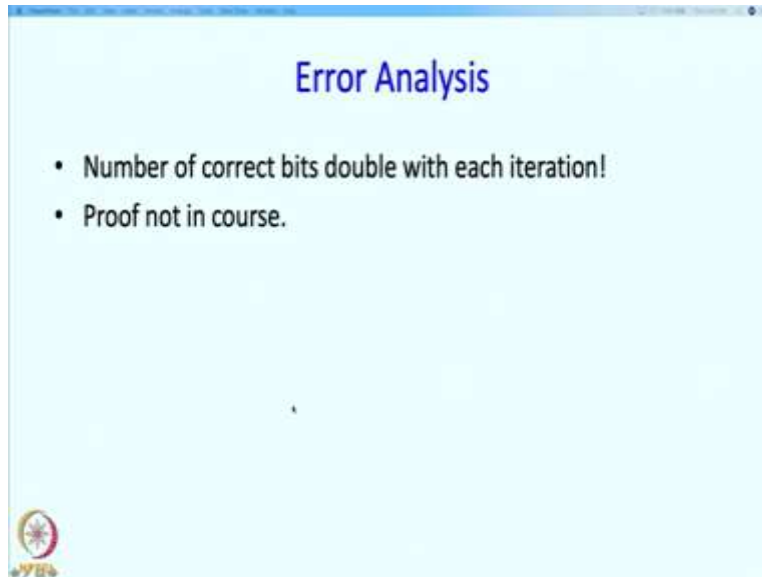 Error Analysis
• Number of correct bits double with each iteration!
• Proof not in course.